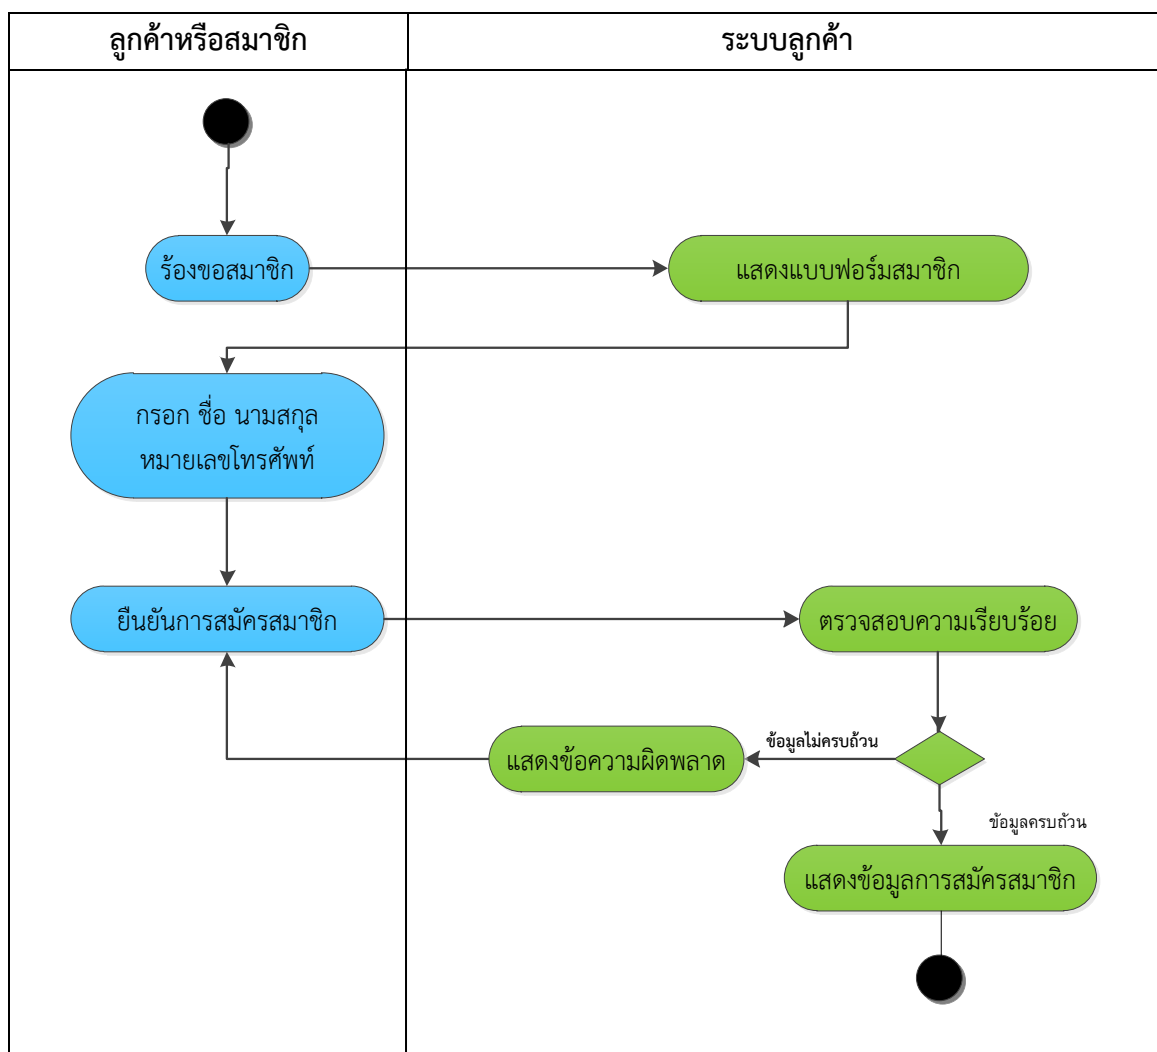 ลูกค้าหรือสมาชิก
ระบบลูกค้า
ร้องขอสมาชิก
แสดงแบบฟอร์มสมาชิก
กรอก ชื่อ นามสกุล
หมายเลขโทรศัพท์
ยืนยันการสมัครสมาชิก
ตรวจสอบความเรียบร้อย
ข้อมูลไม่ครบถ้วน
แสดงข้อความผิดพลาด
ข้อมูลครบถ้วน
แสดงข้อมูลการสมัครสมาชิก